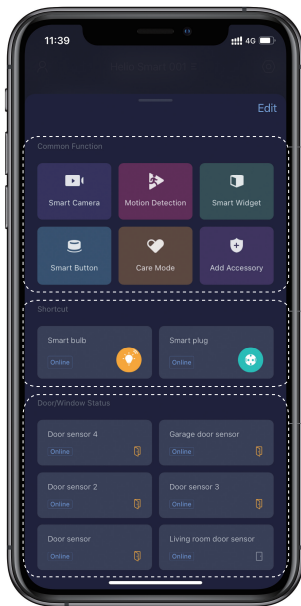 11:39
4G
Edit
Common Function
Smart Camera
Motion Detection
Smart Widget
Smart Button
Care Mode
Add Accessory
Shortcut
Smart bulb
Online
Smart plug
Online
Door/Window Status
Door sensor 4
Online
Garage door sensor
Online
Door sensor 2
Online
Door sensor 3
Online
Door sensor
Online
Living room door sensor
Online